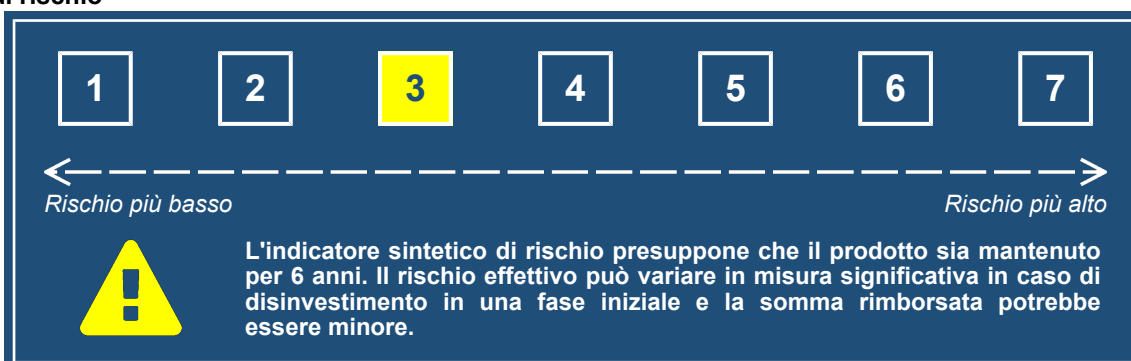 di rischio
1 2 3 4 5 6 7
Rischio più basso
Rischio più alto
L'indicatore sintetico di rischio presuppone che il prodotto sia mantenuto
per 6 anni. Il rischio effettivo può variare in misura significativa in caso di
disinvestimento in una fase iniziale e la somma rimborsata potrebbe
essere minore.